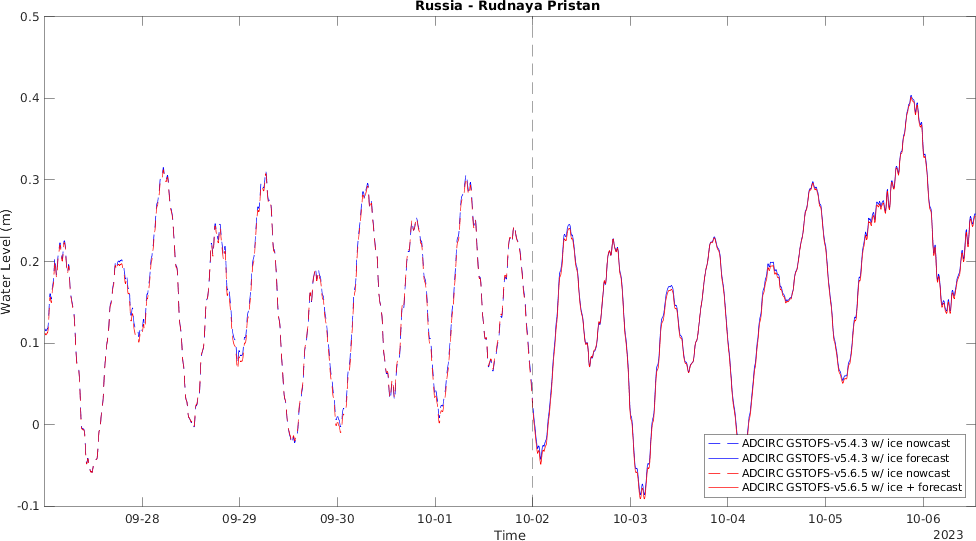 Russia - Rudnaya Pristan
0.5
0.4
0.3
0.2
0.1
0
-0.1
Water Level (m)
ADCIRC GSTOFS-v5.4.3 w/ ice nowcast
ADCIRC GSTOFS-v5.4.3 w/ ice forecast
ADCIRC GSTOFS-v5.6.5 w/ ice nowcast
ADCIRC GSTOFS-v5.6.5 w/ ice + forecast
09-28 09-29 09-30 10-01 10-02 10-03 10-04 10-05 10-06
Time
2023